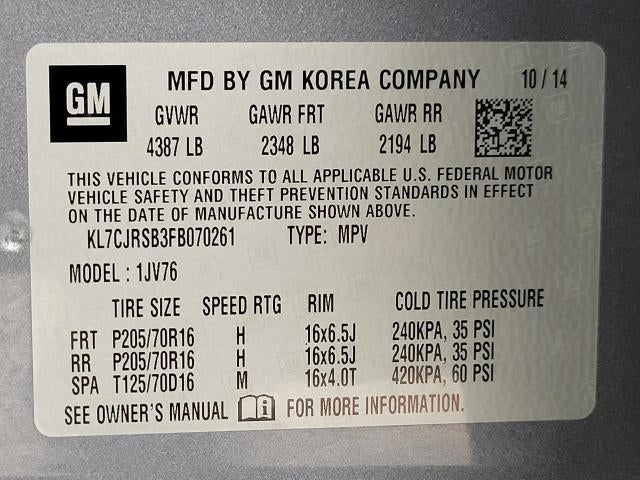 GM
MFD BY GM KOREA COMPANY 10 / 14
GVWR GAWR FRT GAWR RR
4387 LB 2348 LB 2194 LB
THIS VEHICLE CONFORMS TO ALL APPLICABLE U.S. FEDERAL MOTOR
VEHICLE SAFETY AND THEFT PREVENTION STANDARDS IN EFFECT
ON THE DATE OF MANUFACTURE SHOWN ABOVE.
KL7CJRSB3FB070261 TYPE: MPV
MODEL : 1JV76
TIRE SIZE SPEED RTG RIM COLD TIRE PRESSURE
FRT P205/70R16 H 16x6.5J 240KPA, 35 PSI
RR P205/70R16 H 16x6.5J 240KPA, 35 PSI
SPA T125/70D16 M 16x4.0T 420KPA, 60 PSI
SEE OWNER'S MANUAL FOR MORE INFORMATION.